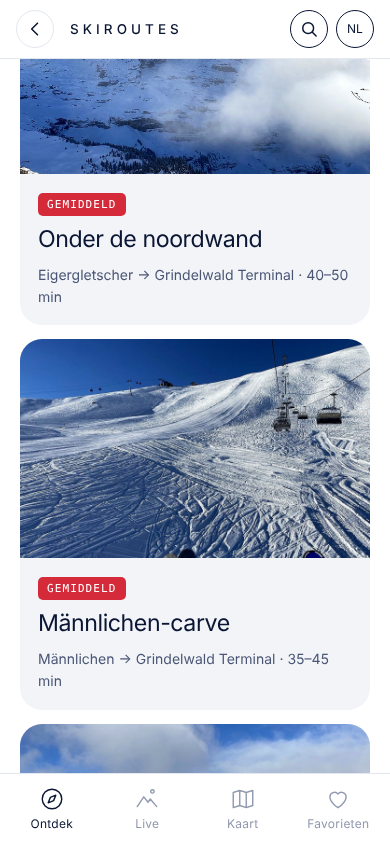 SKIROUTES
NL
GEMIDDELD
Onder de noordwand
Eigergletscher → Grindelwald Terminal · 40–50
min
GEMIDDELD
Männlichen-carve
Männlichen → Grindelwald Terminal · 35–45
min
Ontdek
Live
Kaart
Favorieten